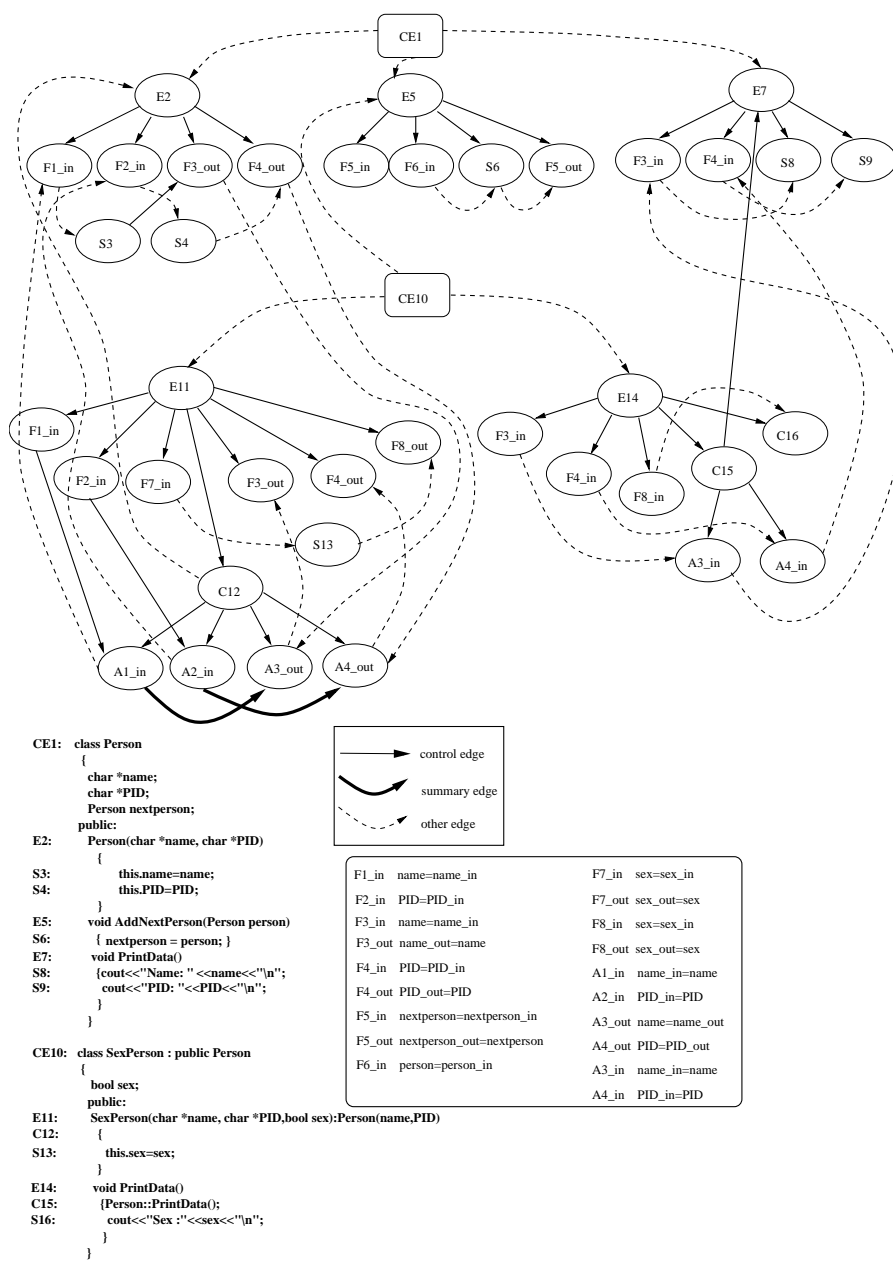 CE1
E2
E5
E7
F1_in
F2_in
F3_out
F4_out
F5_in
F6_in
S6
F5_out
F3_in
F4_in
S8
S9
S3
S4
CE10
E11
E14
F1_in
F2_in
F7_in
F3_out
F4_out
F8_out
F3_in
F4_in
F8_in
C15
C16
S13
C12
A3_in
A4_in
A1_in
A2_in
A3_out
A4_out
control edge
summary edge
other edge
CE1: class Person
{
char *name;
char *PID;
Person nextperson;
public:
E2: Person(char *name, char *PID)
{
S3: this.name=name;
S4: this.PID=PID;
}
E5: void AddNextPerson(Person person)
S6: { nextperson = person; }
E7: void PrintData()
S8: {cout<<"Name: " <<name<<"\n";
S9: cout<<"PID: "<<PID<<"\n";
}
}
CE10: class SexPerson : public Person
{
bool sex;
public:
E11: SexPerson(char *name, char *PID,bool sex):Person(name,PID)
C12: {
S13: this.sex=sex;
}
E14: void PrintData()
C15: {Person::PrintData();
S16: cout<<"Sex :"<<sex<<"\n";
}
}
F1_in name=name_in
F2_in PID=PID_in
F3_in name=name_in
F3_out name_out=name
F4_in PID=PID_in
F4_out PID_out=PID
F5_in nextperson=nextperson_in
F5_out nextperson_out=nextperson
F6_in person=person_in
F7_in sex=sex_in
F7_out sex_out=sex
F8_in sex=sex_in
F8_out sex_out=sex
A1_in name_in=name
A2_in PID_in=PID
A3_out name=name_out
A4_out PID=PID_out
A3_in name_in=name
A4_in PID_in=PID